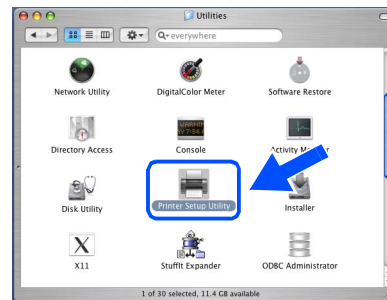 Utilities
everywhere
Network Utility
DigitalColor Meter
Software Restore
Directory Access
Console
Activity
Disk Utility
Printer Setup Utility
Installer
X11
StuffIt Expander
ODBC Administrator
1 of 30 selected, 11.4 GB available